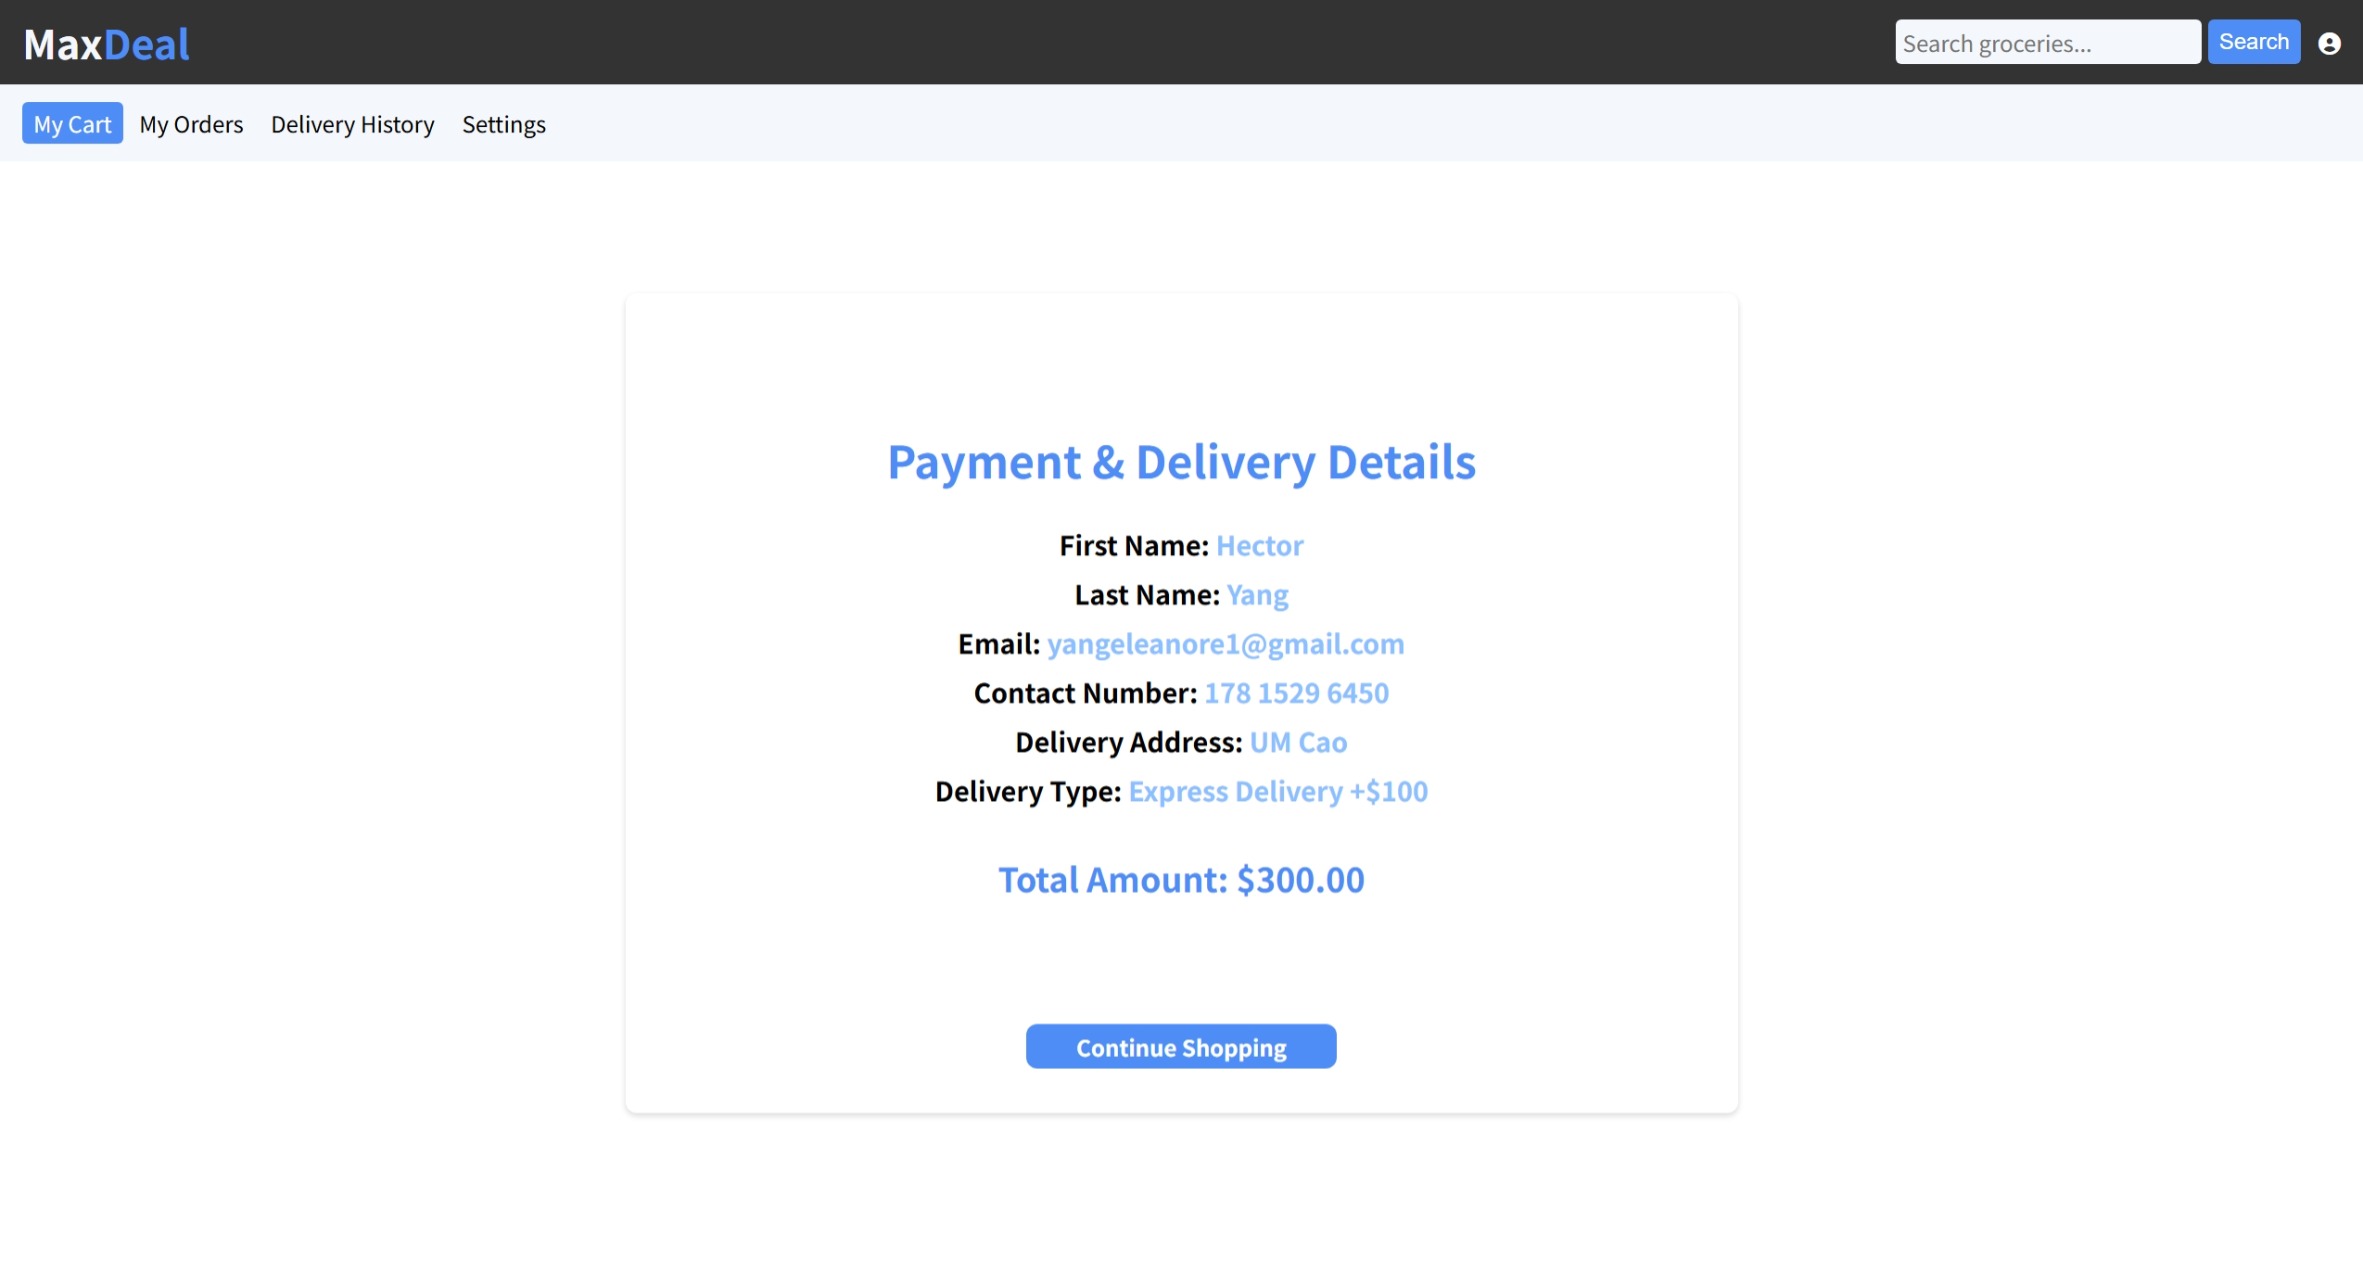 MaxDeal
Search groceries...
Search
My Cart
My Orders
Delivery History
Settings
Payment & Delivery Details
First Name: Hector
Last Name: Yang
Email: yangeleanore1@gmail.com
Contact Number: 178 1529 6450
Delivery Address: UM Cao
Delivery Type: Express Delivery +$100
Total Amount: $300.00
Continue Shopping